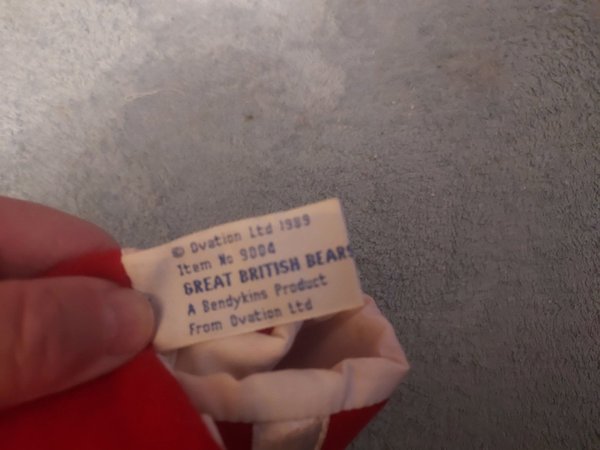 © Ovation Ltd 1989
Item No 9004
GREAT BRITISH BEARS
A Bendykins Product
From Ovation Ltd